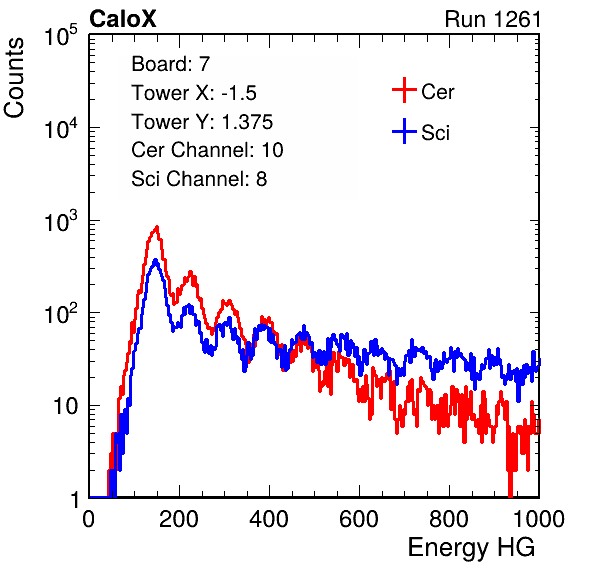 CaloX Run 1261
Counts
10^5
10^4
10^3
10^2
10
1
Board: 7
Tower X: -1.5
Tower Y: 1.375
Cer Channel: 10
Sci Channel: 8
Cer
Sci
0 200 400 600 800 1000
Energy HG